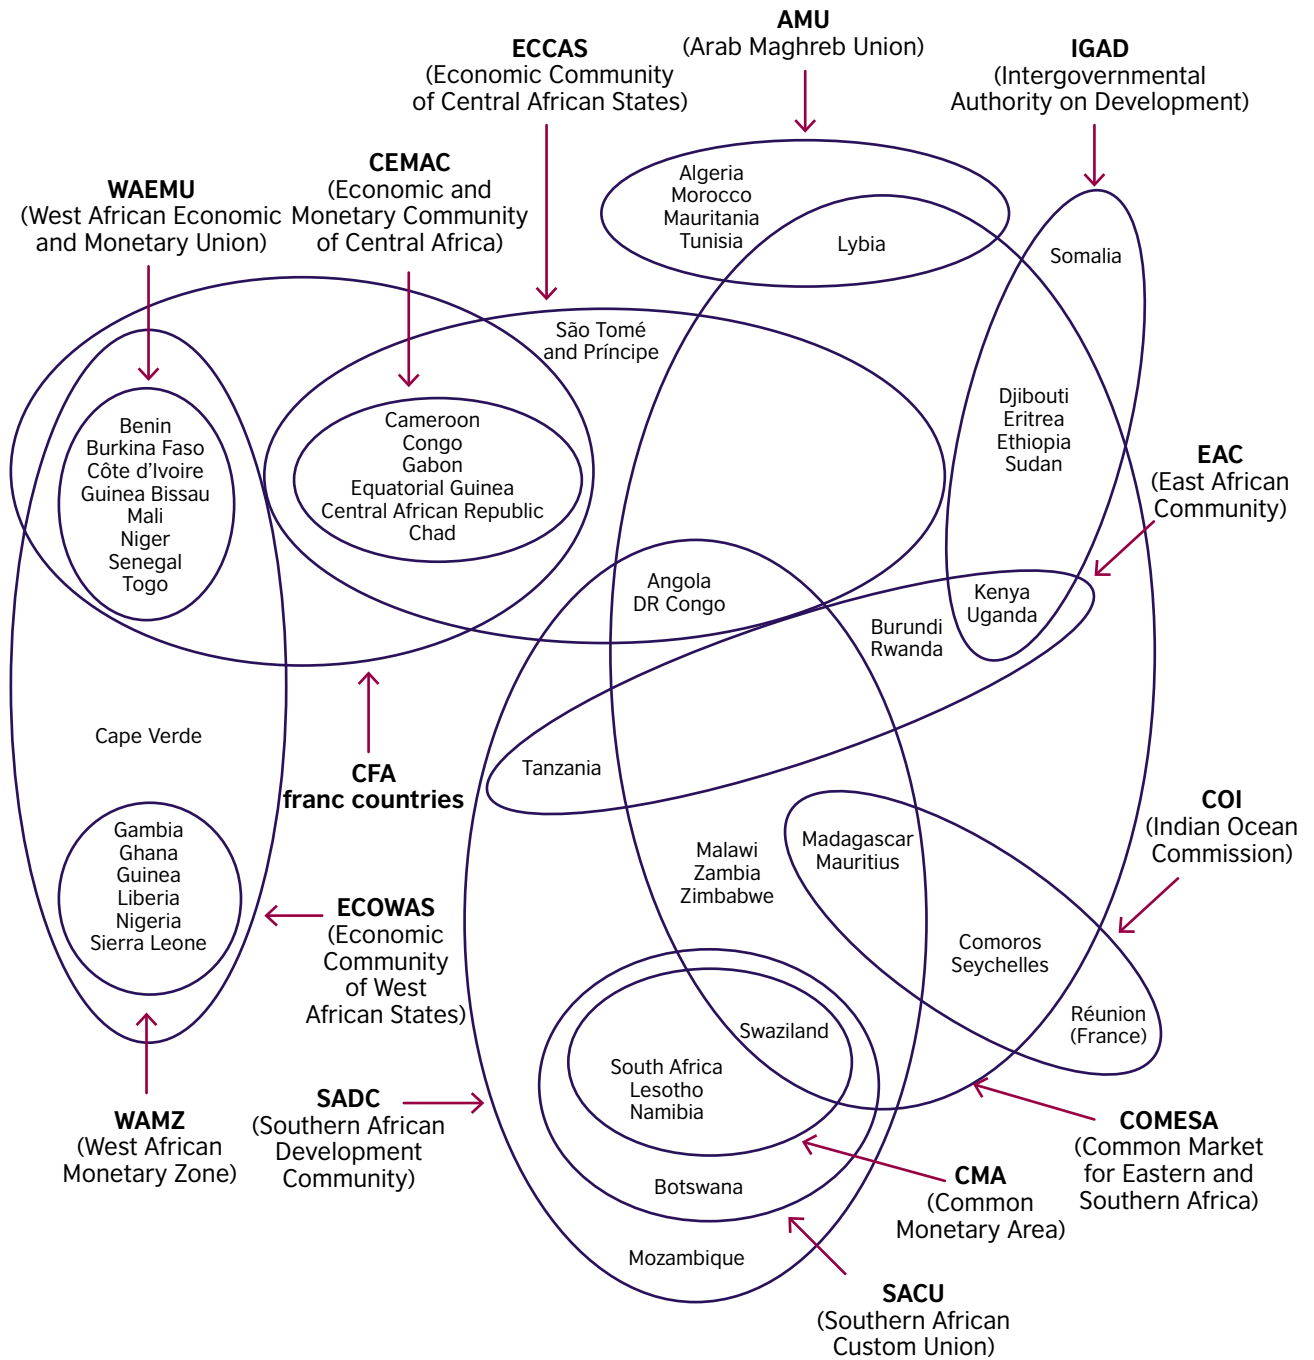 AMU
(Arab Maghreb Union)
ECCAS
(Economic Community
of Central African States)
IGAD
(Intergovernmental
Authority on Development)
CEMAC
(Economic and
Monetary Community
of Central Africa)
WAEMU
(West African Economic
and Monetary Union)
Algeria
Morocco
Mauritania
Tunisia
Lybia
Somalia
São Tomé
and Príncipe
Benin
Burkina Faso
Côte d’Ivoire
Guinea Bissau
Mali
Niger
Senegal
Togo
Cameroon
Congo
Gabon
Equatorial Guinea
Central African Republic
Chad
Djibouti
Eritrea
Ethiopia
Sudan
EAC
(East African
Community)
Angola
DR Congo
Kenya
Uganda
Burundi
Rwanda
Cape Verde
CFA
franc countries
Tanzania
Gambia
Ghana
Guinea
Liberia
Nigeria
Sierra Leone
Malawi
Zambia
Zimbabwe
Madagascar
Mauritius
COI
(Indian Ocean
Commission)
ECOWAS
(Economic
Community
of West
African States)
Comoros
Seychelles
Réunion
(France)
Swaziland
South Africa
Lesotho
Namibia
WAMZ
(West African
Monetary Zone)
SADC
(Southern African
Development
Community)
COMESA
(Common Market
for Eastern and
Southern Africa)
Botswana
CMA
(Common
Monetary Area)
Mozambique
SACU
(Southern African
Custom Union)